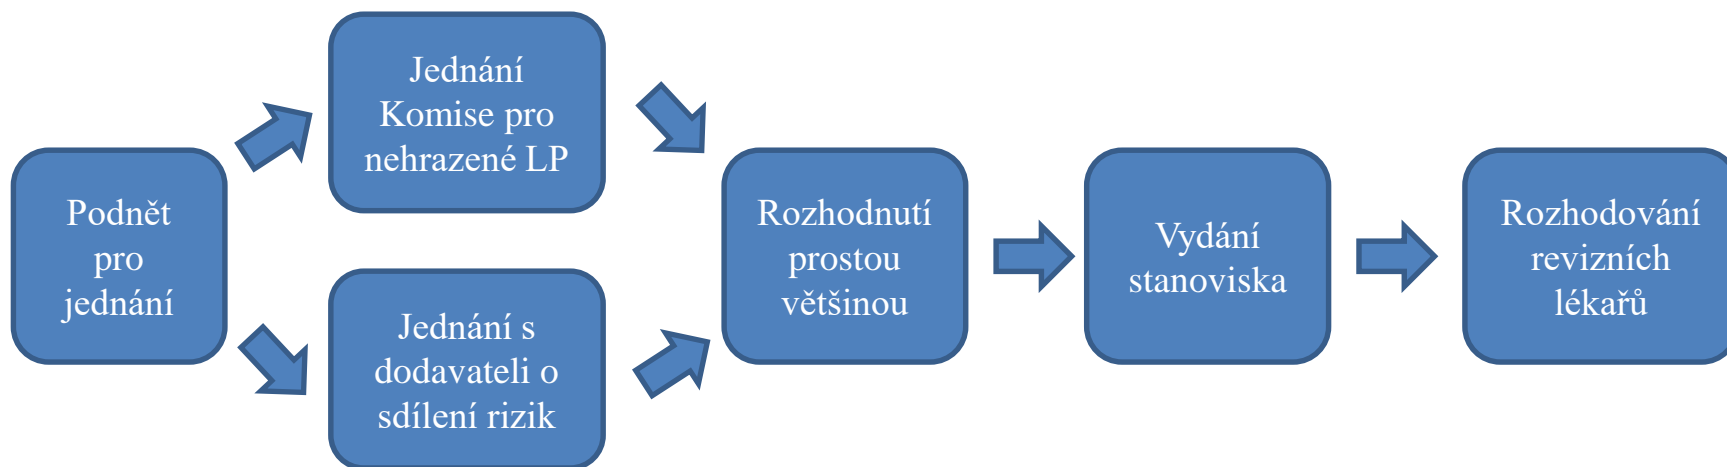 Podnět
pro
jednání
Jednání
Komise pro
nehrazené LP
Jednání s
dodavateli o
sdílení rizik
Rozhodnutí
prostou
většinou
Vydání
stanoviska
Rozhodování
revizních
lékařů